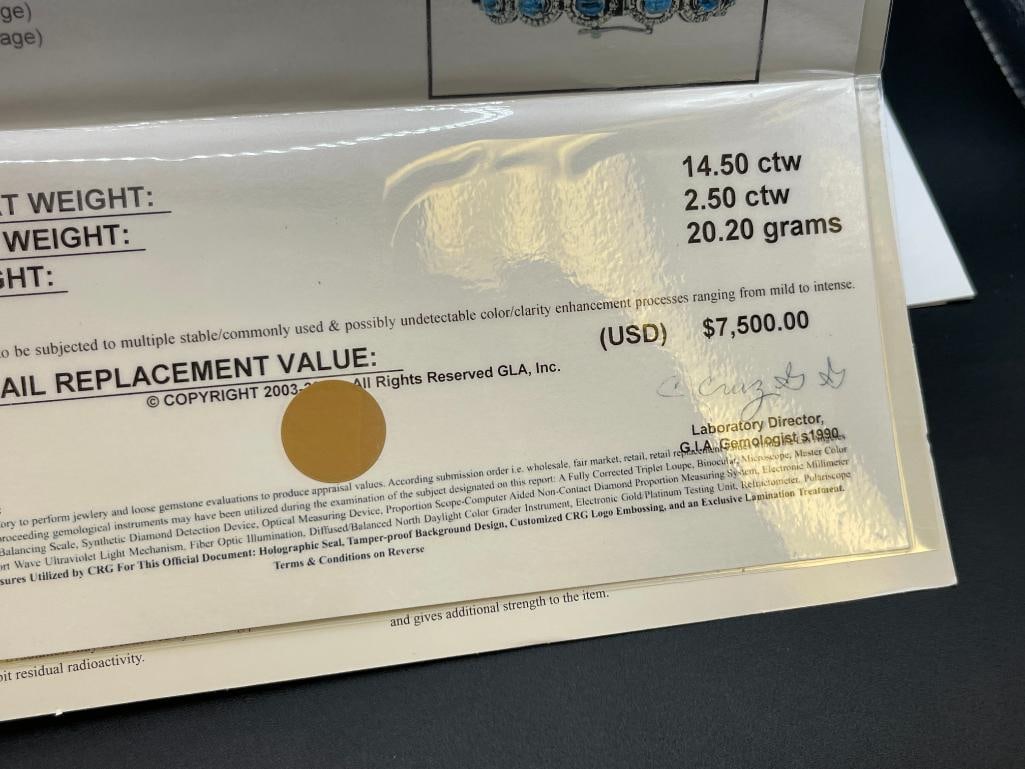 ge)
age)
T WEIGHT: 14.50 ctw
WEIGHT: 2.50 ctw
GHT: 20.20 grams
o be subjected to multiple stable/commonly used & possibly undetectable color/clarity enhancement processes ranging from mild to intense.
AIL REPLACEMENT VALUE: (USD) $7,500.00
© COPYRIGHT 2003- All Rights Reserved GLA, Inc.
C Cruz
Laboratory Director,
G.I.A. Gemologist s1990
ory to perform jewlery and loose gemstone evaluations to produce appraisal values. According submission order i.e. wholesale, fair market, retail, retail replacement
proceeding gemological instruments may have been utilized during the examination of the subject designated on this report: A Fully Corrected Triplet Loupe, Binocular Microscope, Master Color
Balancing Scale, Synthetic Diamond Detection Device, Optical Measuring Device, Proportion Scope-Computer Aided Non-Contact Diamond Proportion Measuring System, Electronic Millimeter
ort Wave Ultraviolet Light Mechanism, Fiber Optic Illumination, Diffused/Balanced North Daylight Color Grader Instrument, Electronic Gold/Platinum Testing Unit, Refractometer, Polariscope
sures Utilized by CRG For This Official Document: Holographic Seal, Tamper-proof Background Design, Customized CRG Logo Embossing, and an Exclusive Lamination Treatment.
Terms & Conditions on Reverse
and gives additional strength to the item.
bit residual radioactivity.